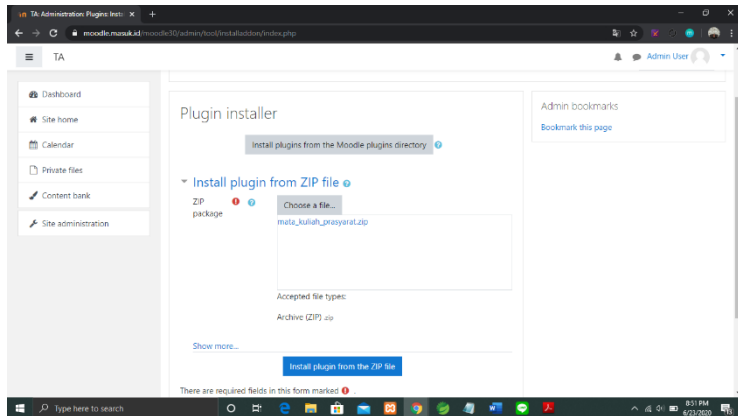 TA: Administration: Plugins: Insta
moodle.masuk.id/moodle30/admin/tool/installaddon/index.php
TA
Admin User
Dashboard
Site home
Calendar
Private files
Content bank
Site administration
Plugin installer
Install plugins from the Moodle plugins directory
Install plugin from ZIP file
ZIP package
Choose a file...
mata_kuliah_prasyarat.zip
Accepted file types:
Archive (ZIP) .zip
Show more...
Install plugin from the ZIP file
There are required fields in this form marked
Admin bookmarks
Bookmark this page
Type here to search
8:51 PM
6/23/2020